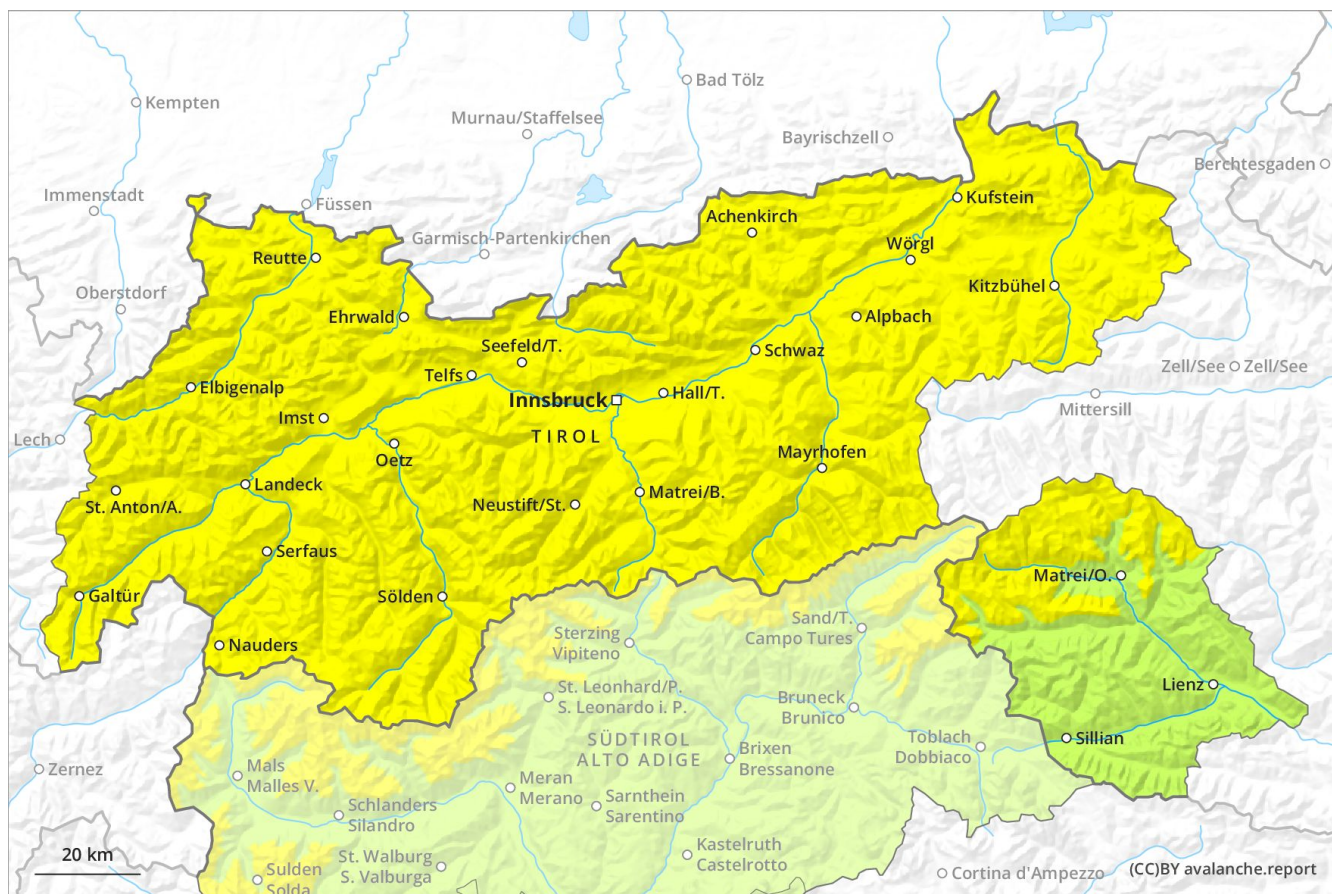 Bad Tölz
Kempten
Murnau/Staffelsee
Bayrischzell
Berchtesgaden
Immenstadt
Füssen
Kufstein
Achenkirch
Garmisch-Partenkirchen
Wörgl
Reutte
Oberstdorf
Kitzbühel
Ehrwald
Alpbach
Seefeld/T.
Schwaz
Telfs
Zell/See
Zell/See
Elbigenalp
Innsbruck
Hall/T.
Mittersill
Imst
TIROL
Lech
Oetz
Mayrhofen
Landeck
Matrei/B.
St. Anton/A.
Neustift/St.
Serfaus
Matrei/O.
Galtür
Sölden
Sand/T.
Campo Tures
Sterzing
Vipiteno
Nauders
Lienz
St. Leonhard/P.
S. Leonardo i. P.
Bruneck
Brunico
SÜDTIROL
ALTO ADIGE
Toblach
Dobbiaco
Sillian
Brixen
Bressanone
Zernez
Mals
Malles V.
Meran
Merano
Schlanders
Silandro
Sarnthein
Sarentino
Kastelruth
Castelrotto
20 km
St. Walburg
S. Valburga
Sulden
Solda
Cortina d'Ampezzo
(CC)BY avalanche.report